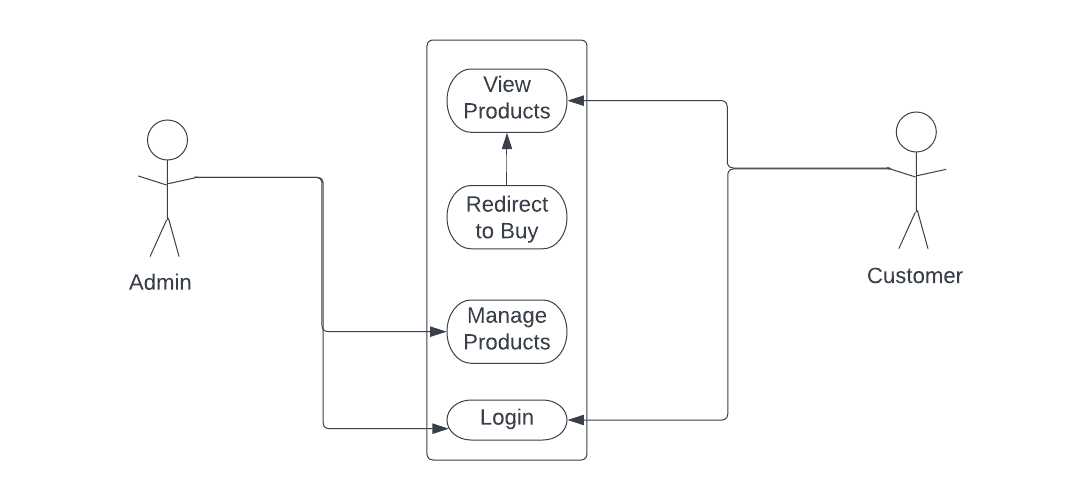 View
Products
Redirect
to Buy
Manage
Products
Login
Admin
Customer